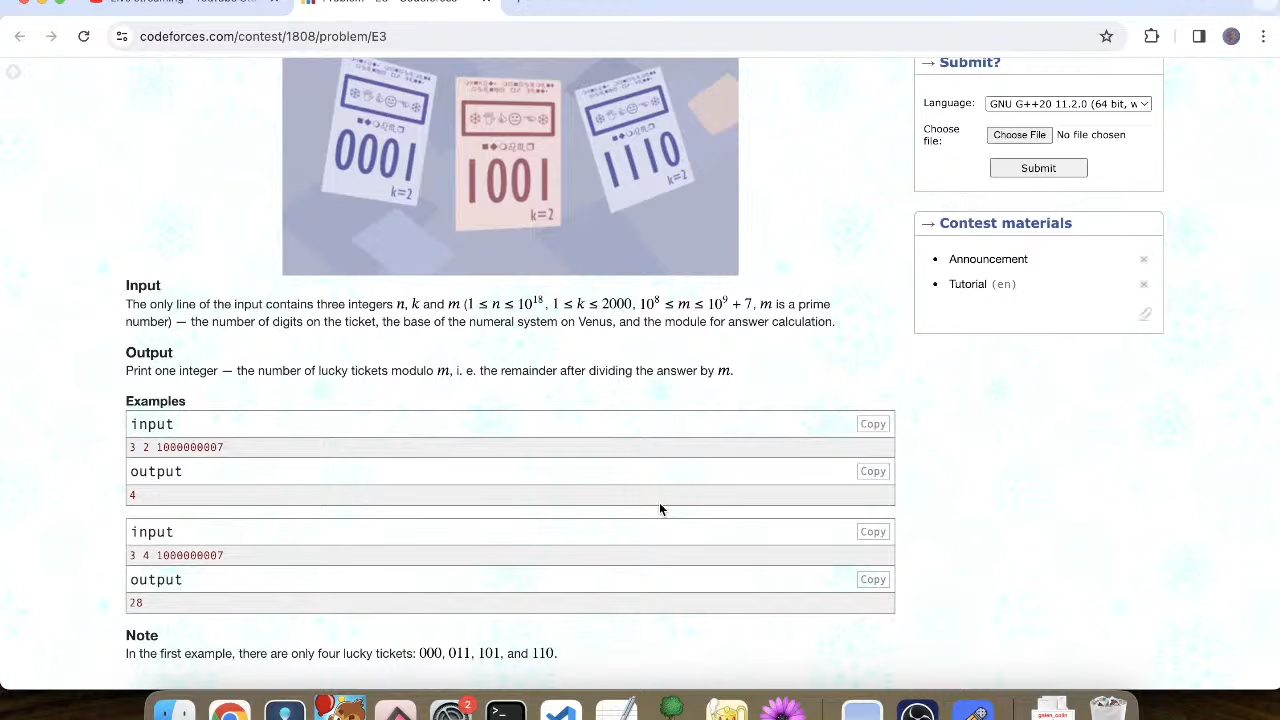 codeforces.com/contest/1808/problem/E3
→ Submit?
Language:
GNU G++20 11.2.0 (64 bit, w
Choose file:
Choose File No file chosen
Submit
0001
k=2
1001
k=2
1110
k=2
→ Contest materials
Announcement
Tutorial (en)
Input
The only line of the input contains three integers n, k and m (1 ≤ n ≤ 10^18, 1 ≤ k ≤ 2000, 10^8 ≤ m ≤ 10^9 + 7, m is a prime
number) — the number of digits on the ticket, the base of the numeral system on Venus, and the module for answer calculation.
Output
Print one integer — the number of lucky tickets modulo m, i. e. the remainder after dividing the answer by m.
Examples
input
Copy
3 2 1000000007
output
Copy
4
input
Copy
3 4 1000000007
output
Copy
28
Note
In the first example, there are only four lucky tickets: 000, 011, 101, and 110.
2